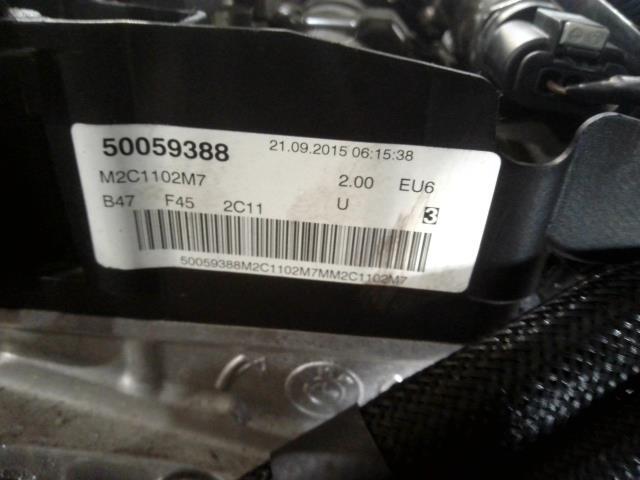 50059388 21.09.2015 06:15:38
M2C1102M7 2.00 EU6
B47 F45 2C11 U 3
50059388M2C1102M7MM2C1102M7